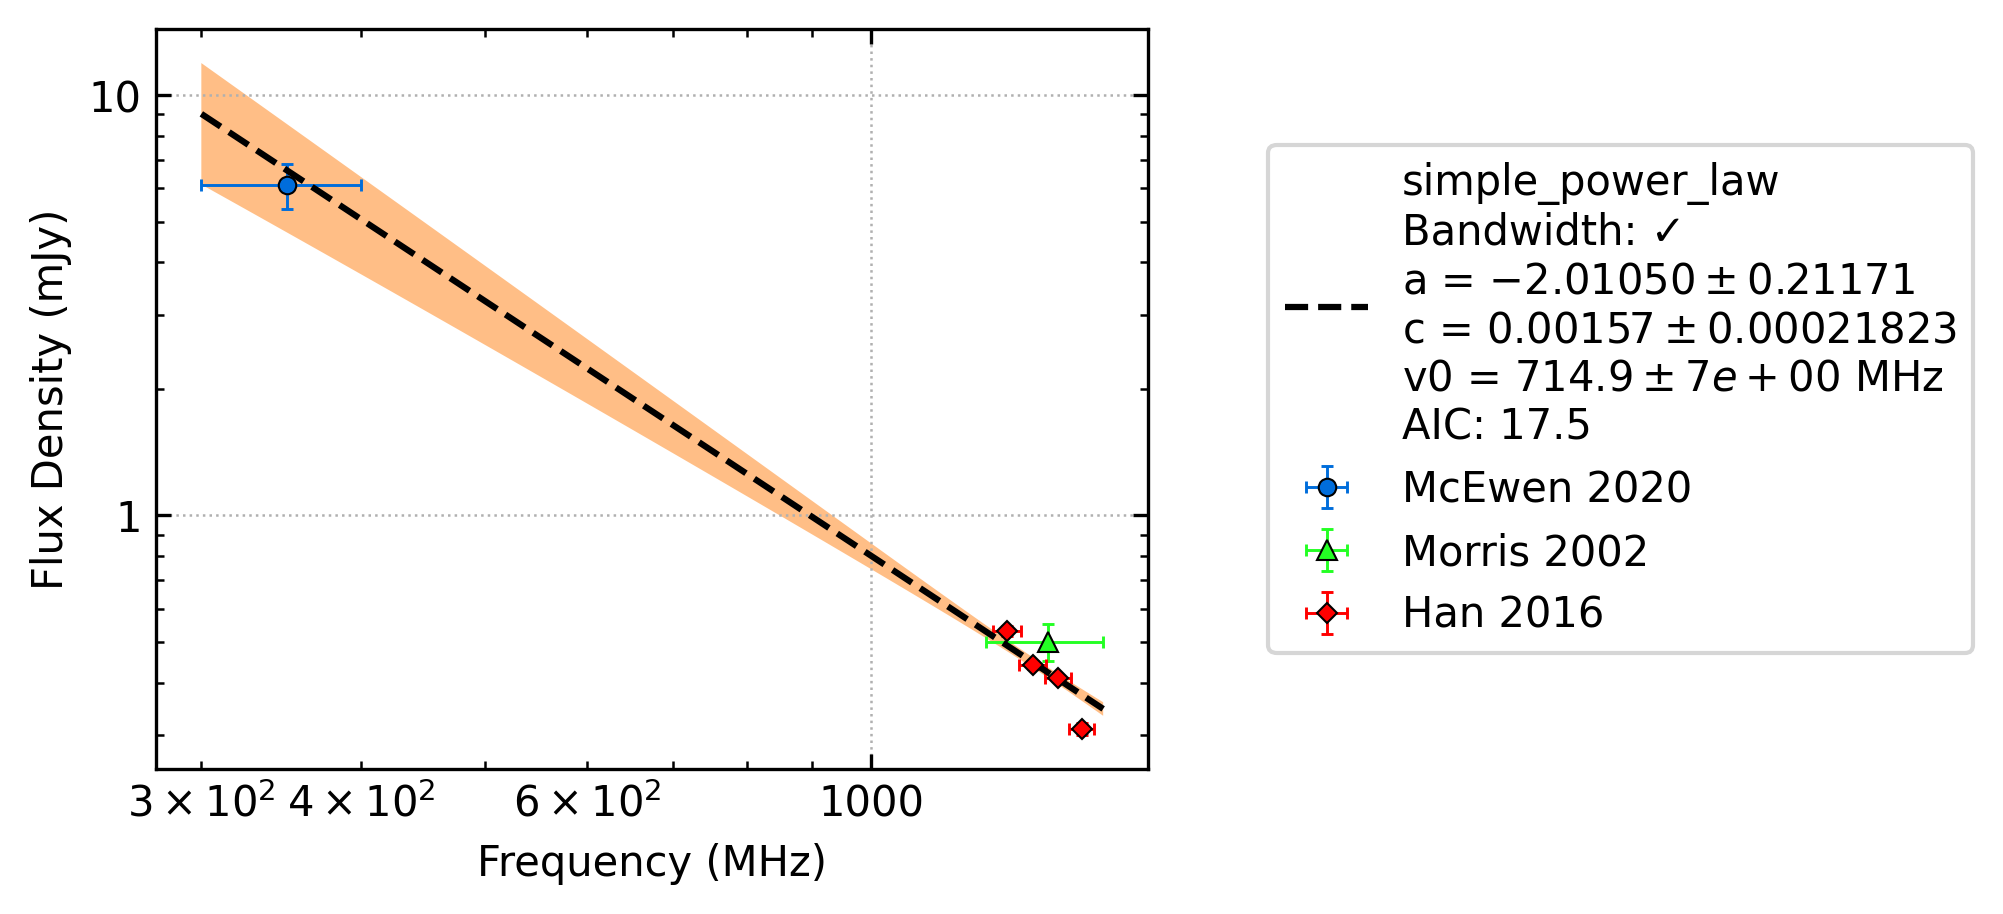 10
1
Flux Density (mJy)
3 × 10² 4 × 10² 6 × 10² 1000
Frequency (MHz)
simple_power_law
Bandwidth: ✓
a = −2.01050 ± 0.21171
c = 0.00157 ± 0.00021823
v0 = 714.9 ± 7e + 00 MHz
AIC: 17.5
McEwen 2020
Morris 2002
Han 2016